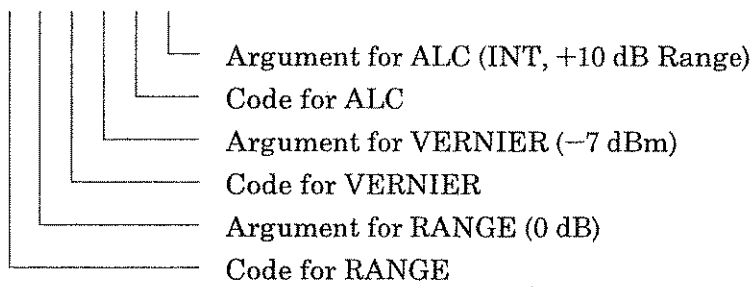 Argument for ALC (INT, +10 dB Range)
Code for ALC
Argument for VERNIER (−7 dBm)
Code for VERNIER
Argument for RANGE (0 dB)
Code for RANGE